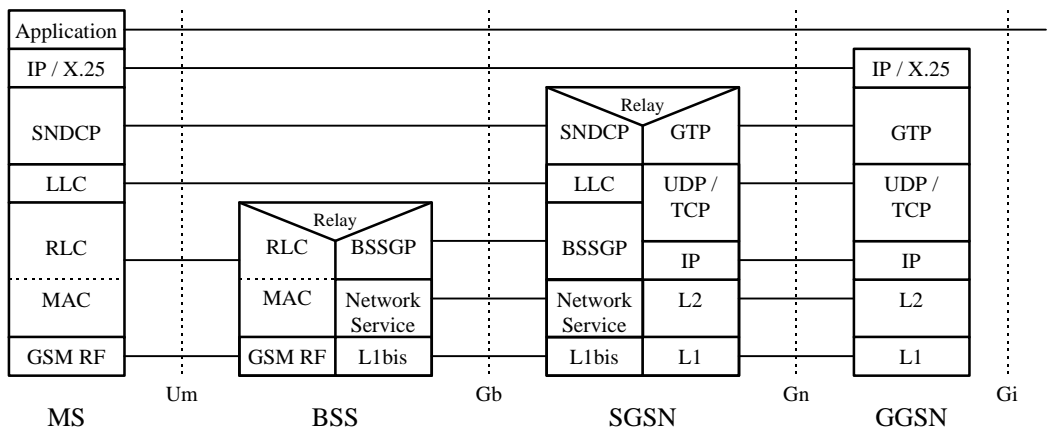 Application
IP / X.25
IP / X.25
Relay
SNDCP
SNDCP
GTP
GTP
LLC
LLC
UDP /
TCP
UDP /
TCP
Relay
RLC
RLC
BSSGP
BSSGP
IP
IP
MAC
MAC
Network
Service
Network
Service
L2
L2
GSM RF
GSM RF
L1bis
L1bis
L1
L1
Um
Gb
Gn
Gi
MS
BSS
SGSN
GGSN